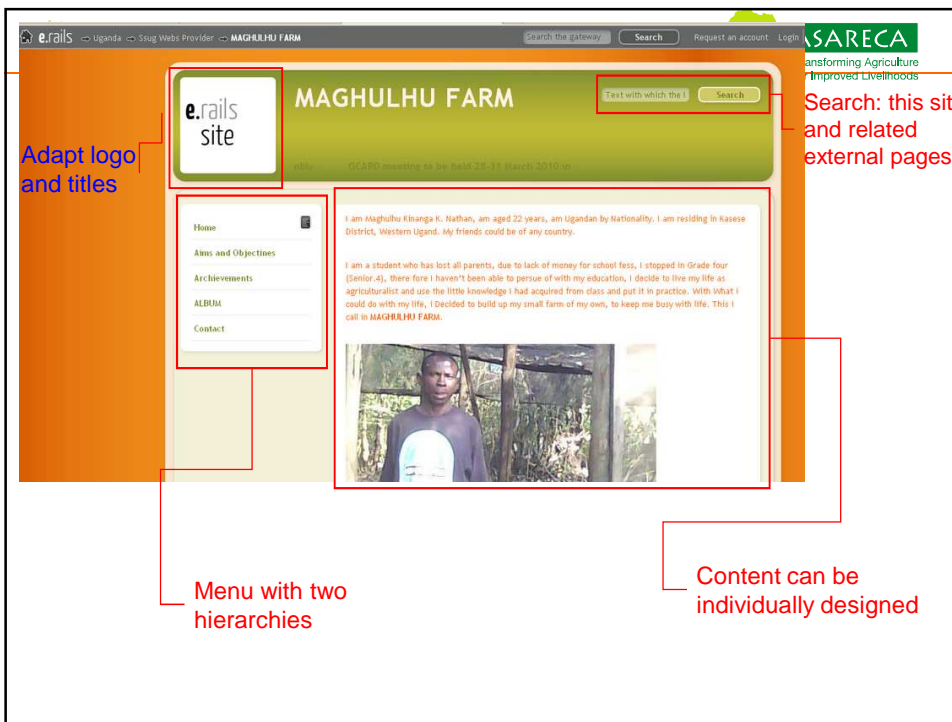 e.rails ⇨ Uganda ⇨ Ssug Webs Provider ⇨ MAGHULHU FARM
Search the gateway Search Request an account Login
ASARECA
ansforming Agriculture
r Improved Livelihoods
e.rails
site
MAGHULHU FARM
Text with which the l Search
Search: this sit
and related
external pages
Adapt logo
and titles
GCARD meeting to be held 28-31 March 2010 in
Home
Aims and Objectines
Archievements
ALBUM
Contact
I am Maghulhu Kinanga K. Nathan, am aged 22 years, am Ugandan by Nationality. I am residing in Kasese
District, Western Ugand. My friends could be of any country.
I am a student who has lost all parents, due to lack of money for school fess, I stopped in Grade four
(Senior.4), there fore I haven't been able to persue of with my education, I decide to live my life as
agriculturalist and use the little knowledge I had acquired from class and put it in practice. With What i
could do with my life, i Decided to build up my small farm of my own, to keep me busy with life. This I
call in MAGHULHU FARM.
Menu with two
hierarchies
Content can be
individually designed